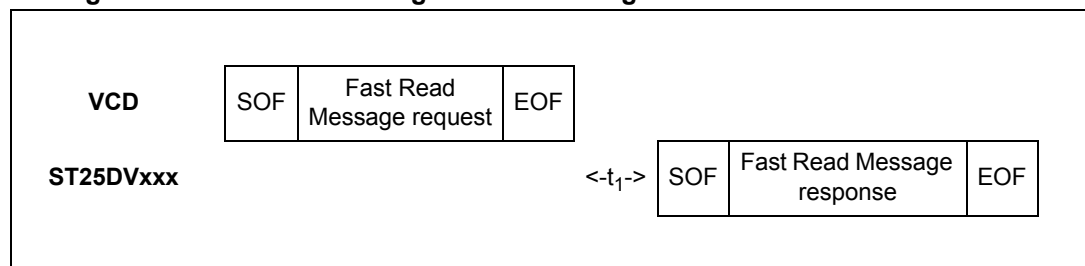 VCD
SOF
Fast Read
Message request
EOF
ST25DVxxx
<-t1->
SOF
Fast Read Message
response
EOF